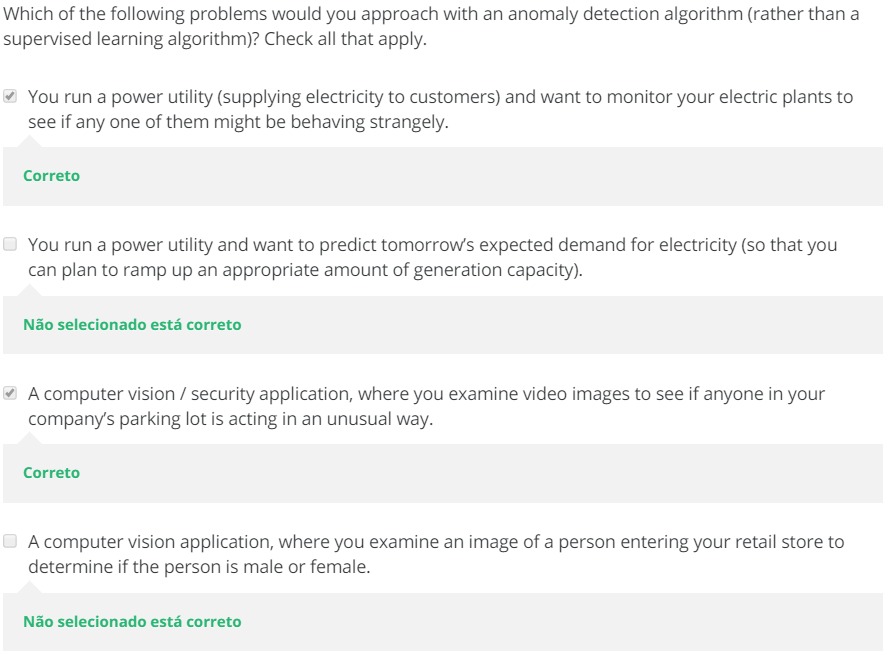 Which of the following problems would you approach with an anomaly detection algorithm (rather than a
supervised learning algorithm)? Check all that apply.
You run a power utility (supplying electricity to customers) and want to monitor your electric plants to
see if any one of them might be behaving strangely.
Correto
You run a power utility and want to predict tomorrow’s expected demand for electricity (so that you
can plan to ramp up an appropriate amount of generation capacity).
Não selecionado está correto
A computer vision / security application, where you examine video images to see if anyone in your
company’s parking lot is acting in an unusual way.
Correto
A computer vision application, where you examine an image of a person entering your retail store to
determine if the person is male or female.
Não selecionado está correto